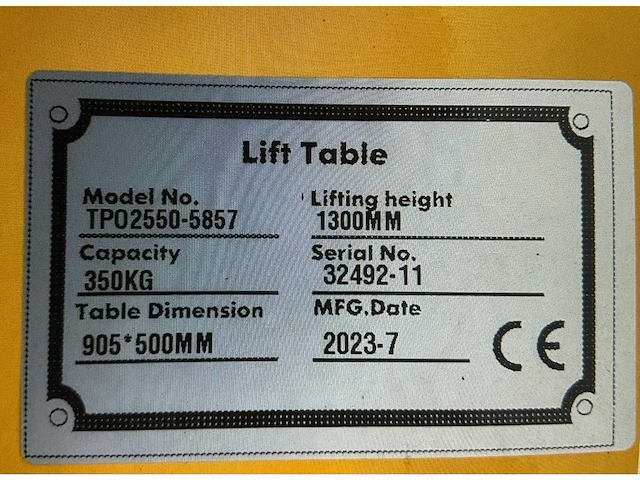 Lift Table
Model No.
TPO2550-5857
Lifting height
1300MM
Capacity
350KG
Serial No.
32492-11
Table Dimension
905*500MM
MFG.Date
2023-7
CE